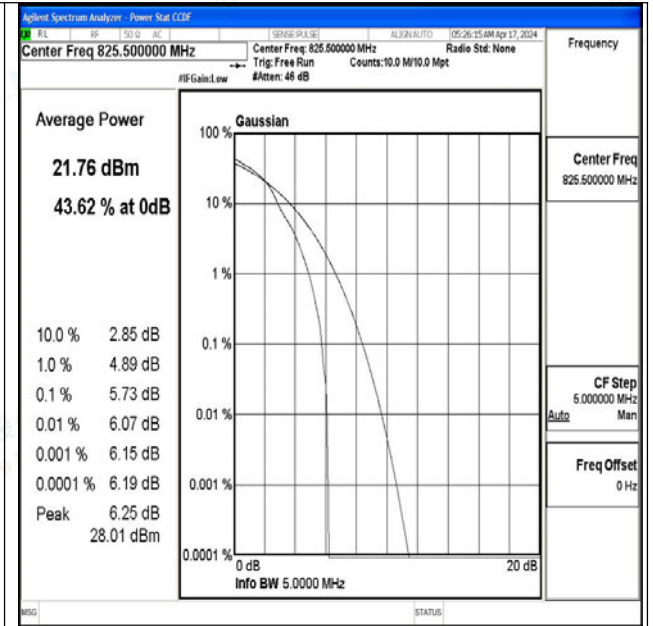 Agilent Spectrum Analyzer - Power Stat CCDF
RL RF 50 Ω AC SENSE:PULSE ALIGN AUTO 05:26:15 AM Apr 17, 2024
Center Freq 825.500000 MHz
Center Freq: 825.500000 MHz Radio Std: None
Trig: Free Run Counts:10.0 M/10.0 Mpt
#IFGain:Low #Atten: 46 dB
Frequency
Average Power
21.76 dBm
43.62 % at 0dB
10.0 % 2.85 dB
1.0 % 4.89 dB
0.1 % 5.73 dB
0.01 % 6.07 dB
0.001 % 6.15 dB
0.0001 % 6.19 dB
Peak 6.25 dB
28.01 dBm
Gaussian
100 %
10 %
1 %
0.1 %
0.01 %
0.001 %
0.0001 %
0 dB 20 dB
Info BW 5.0000 MHz
Center Freq
825.500000 MHz
CF Step
5.000000 MHz
Auto Man
Freq Offset
0 Hz
MSG STATUS